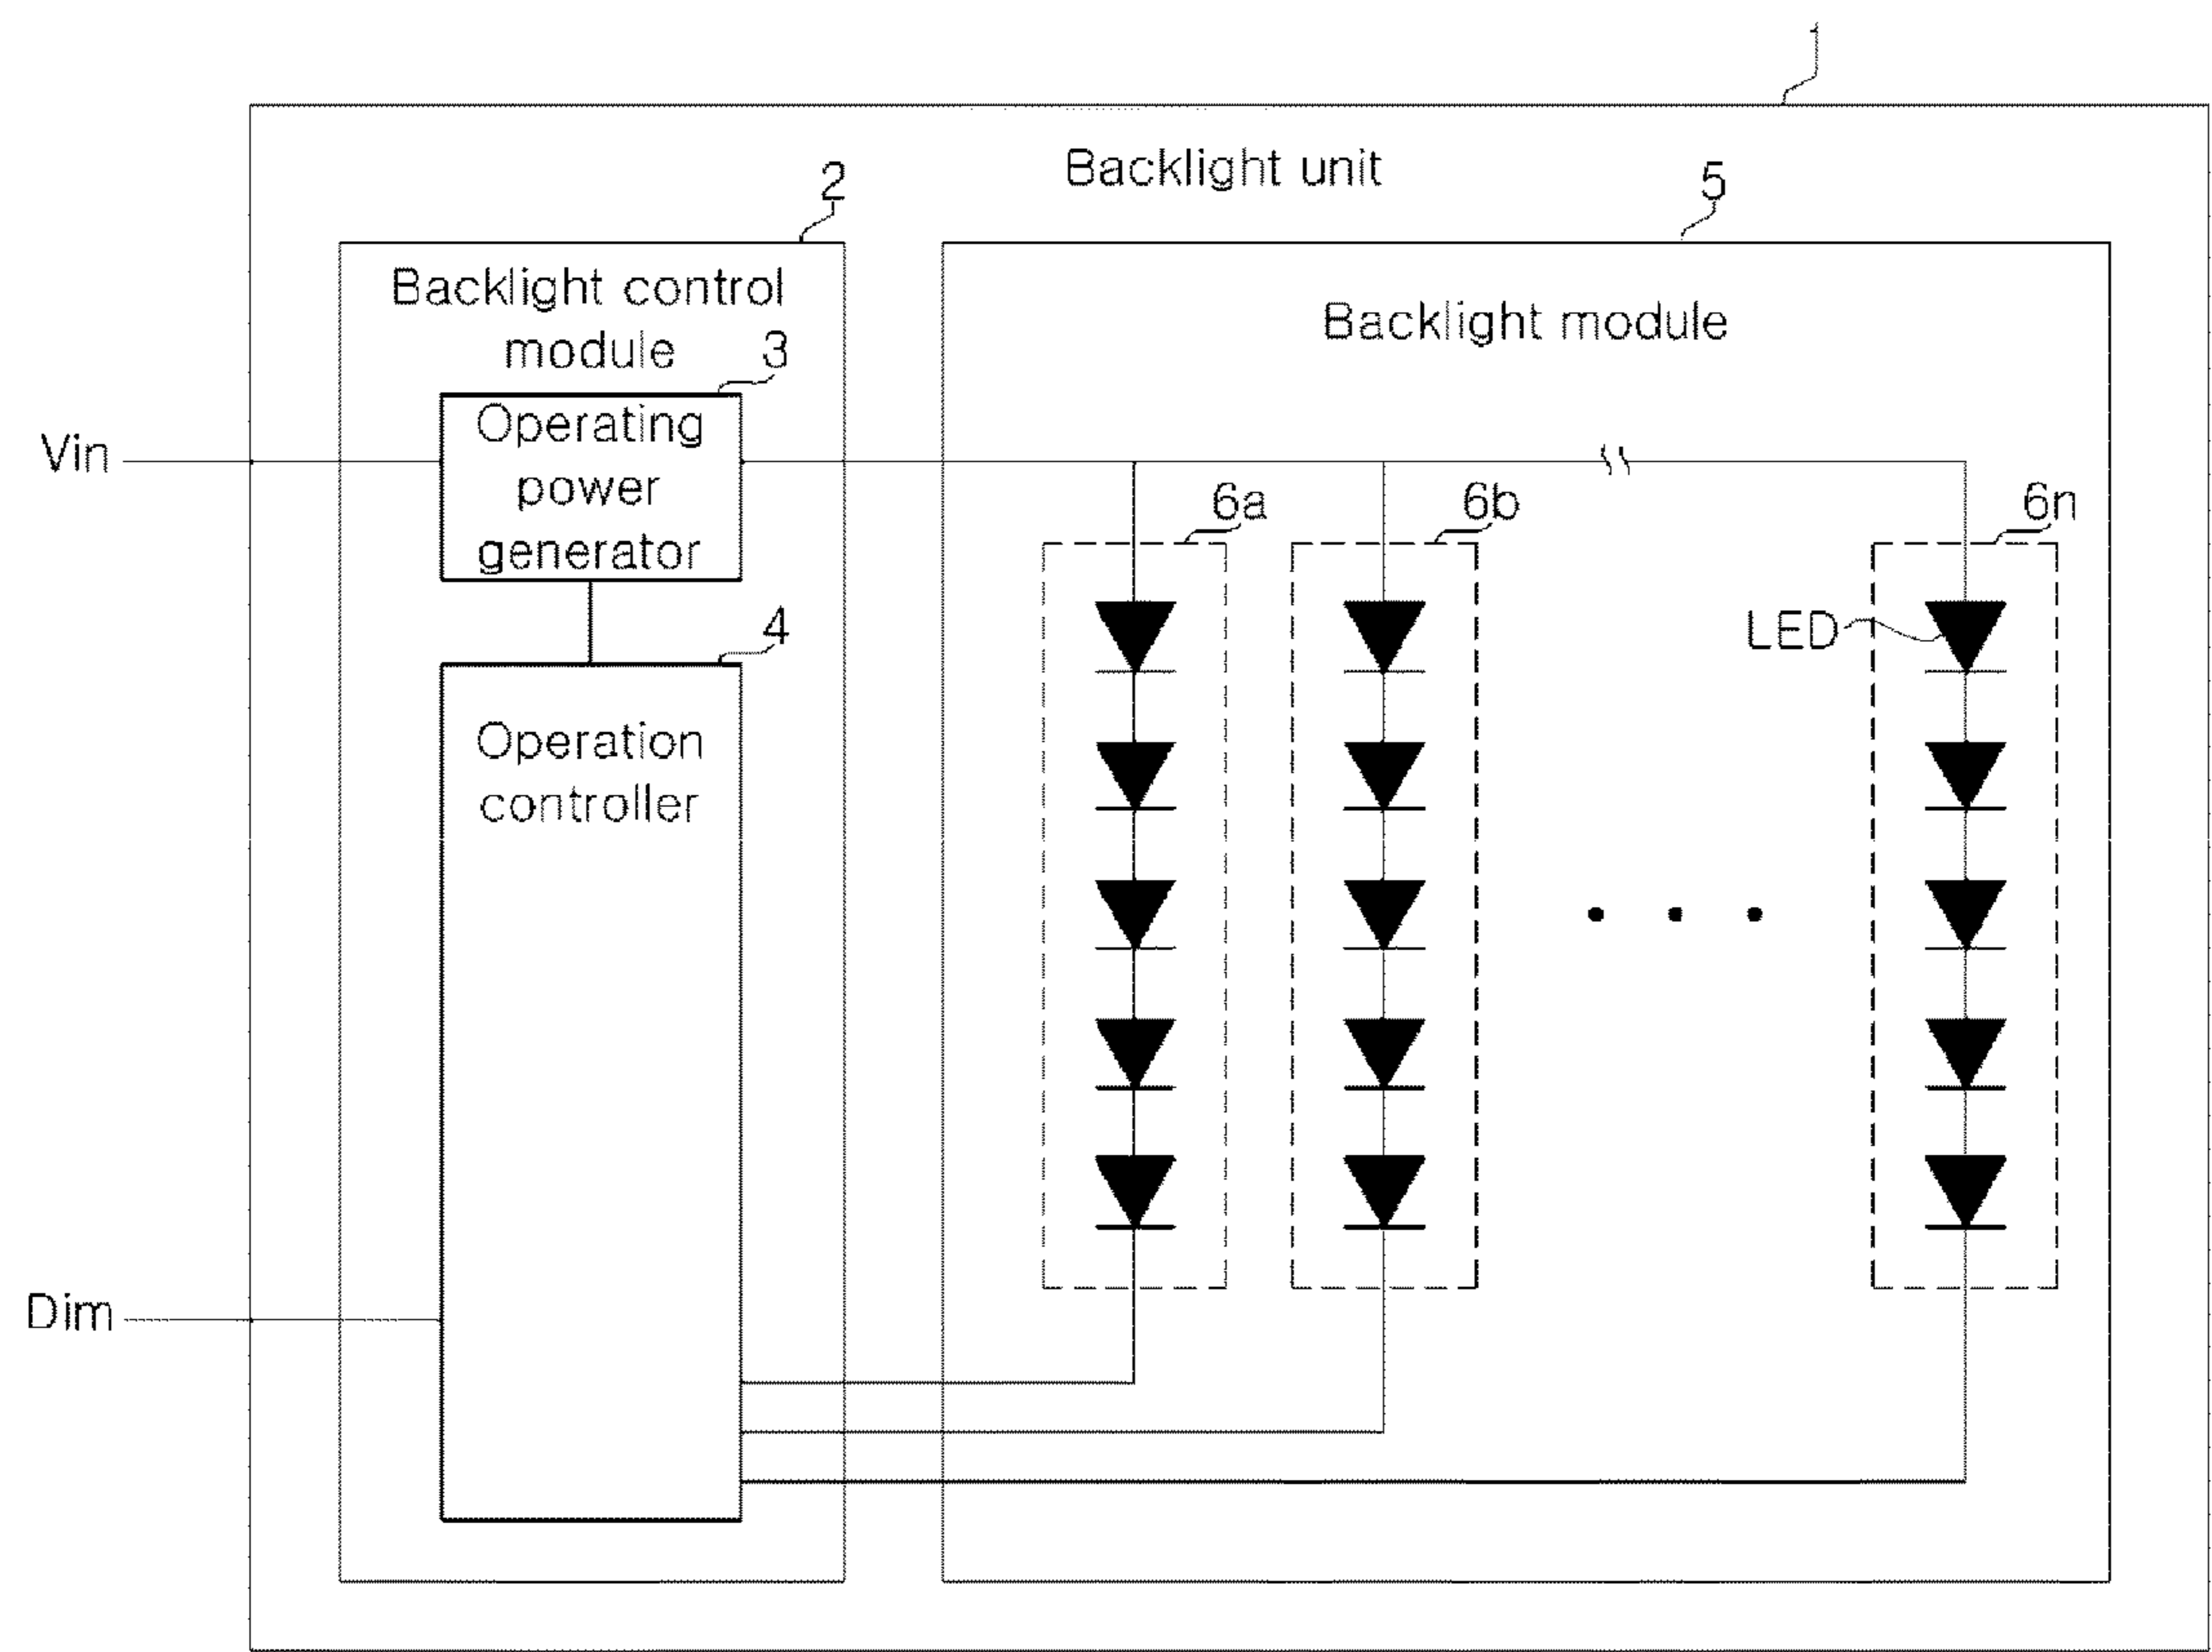 1
Backlight unit
2
5
Backlight control
module
Backlight module
3
Operating
power
generator
Vin
6a
6b
6n
LED
4
Operation
controller
Dim